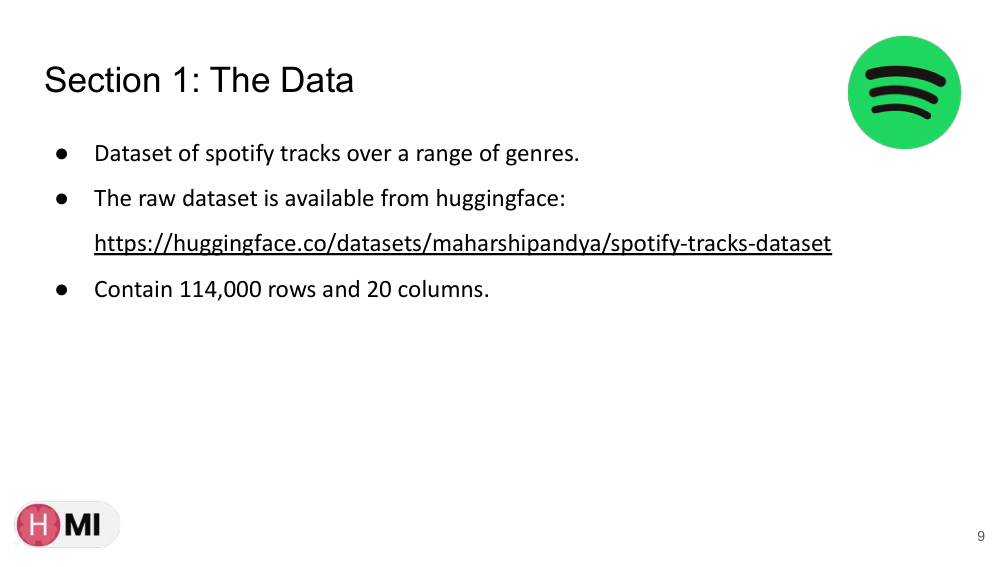 Section 1: The Data
● Dataset of spotify tracks over a range of genres.
● The raw dataset is available from huggingface:
https://huggingface.co/datasets/maharshipandya/spotify-tracks-dataset
● Contain 114,000 rows and 20 columns.
H MI
9